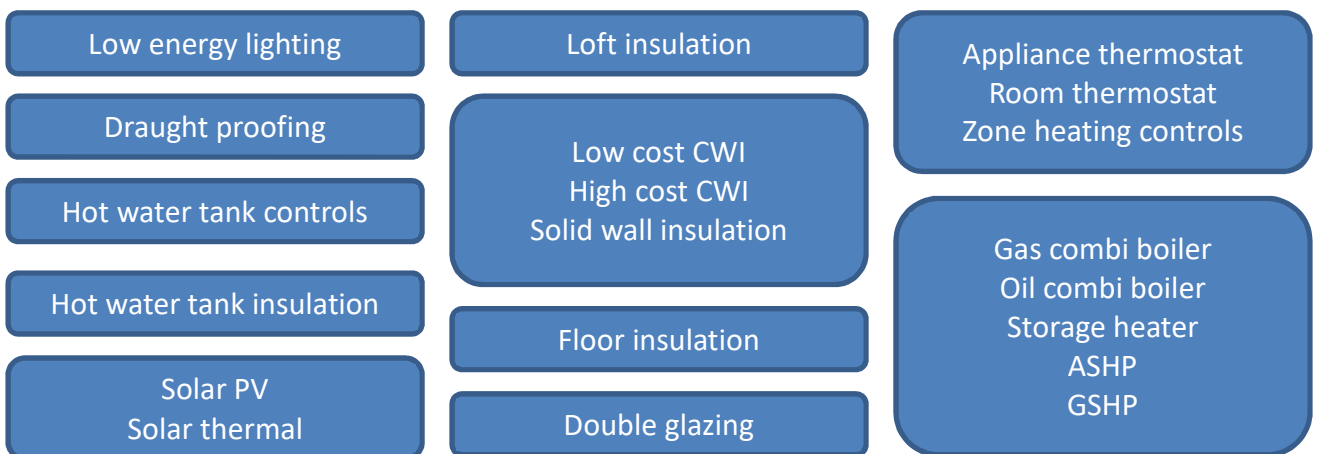 Low energy lighting
Draught proofing
Hot water tank controls
Hot water tank insulation
Solar PV
Solar thermal
Loft insulation
Low cost CWI
High cost CWI
Solid wall insulation
Floor insulation
Double glazing
Appliance thermostat
Room thermostat
Zone heating controls
Gas combi boiler
Oil combi boiler
Storage heater
ASHP
GSHP